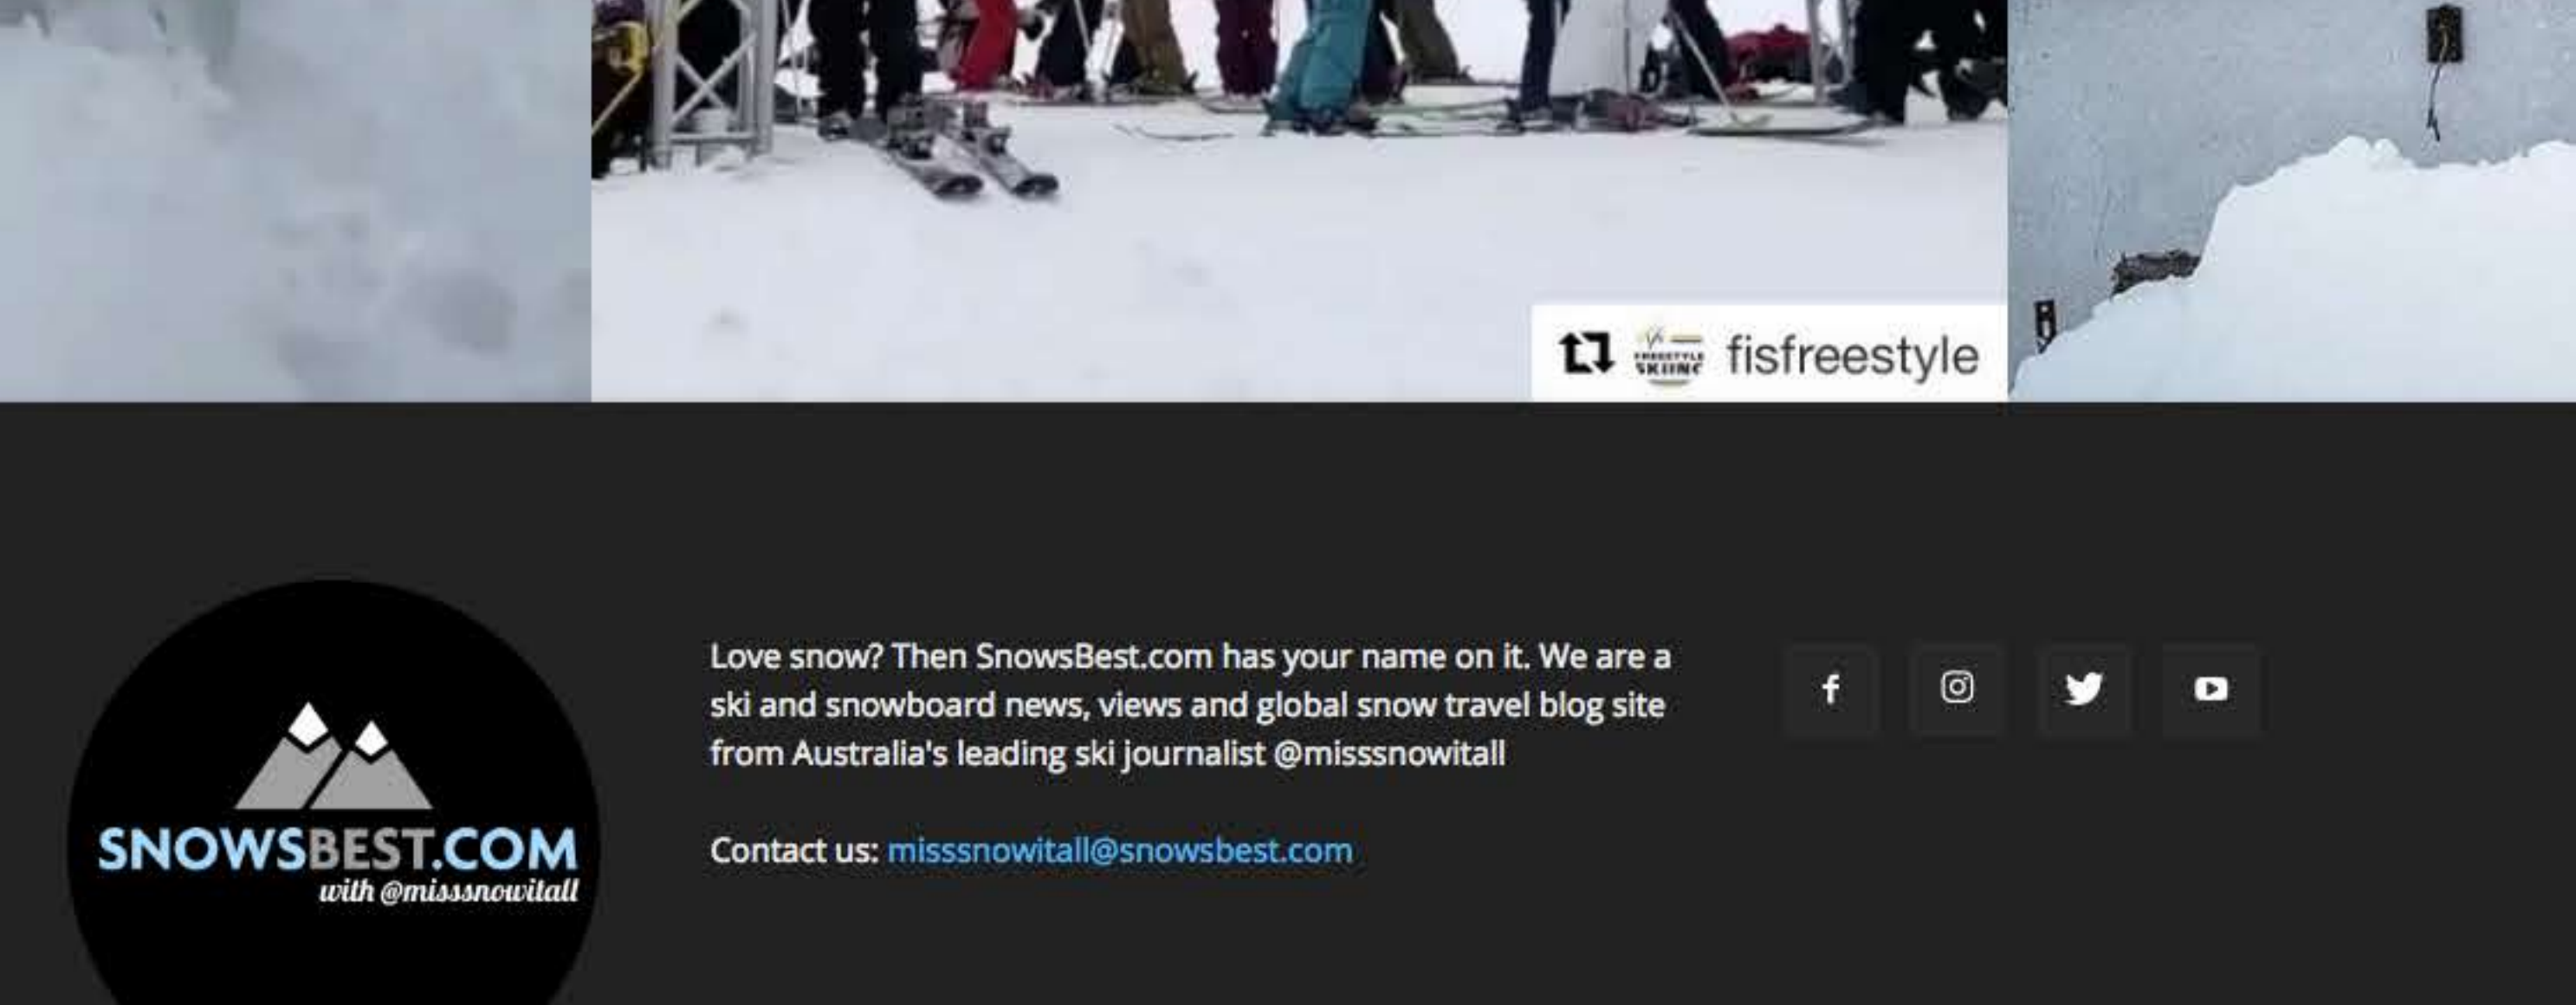 FREESTYLE
SKIING
fisfreestyle
SNOWSBEST.COM
with @misssnowitall
Love snow? Then SnowsBest.com has your name on it. We are a
ski and snowboard news, views and global snow travel blog site
from Australia's leading ski journalist @misssnowitall
Contact us: misssnowitall@snowsbest.com